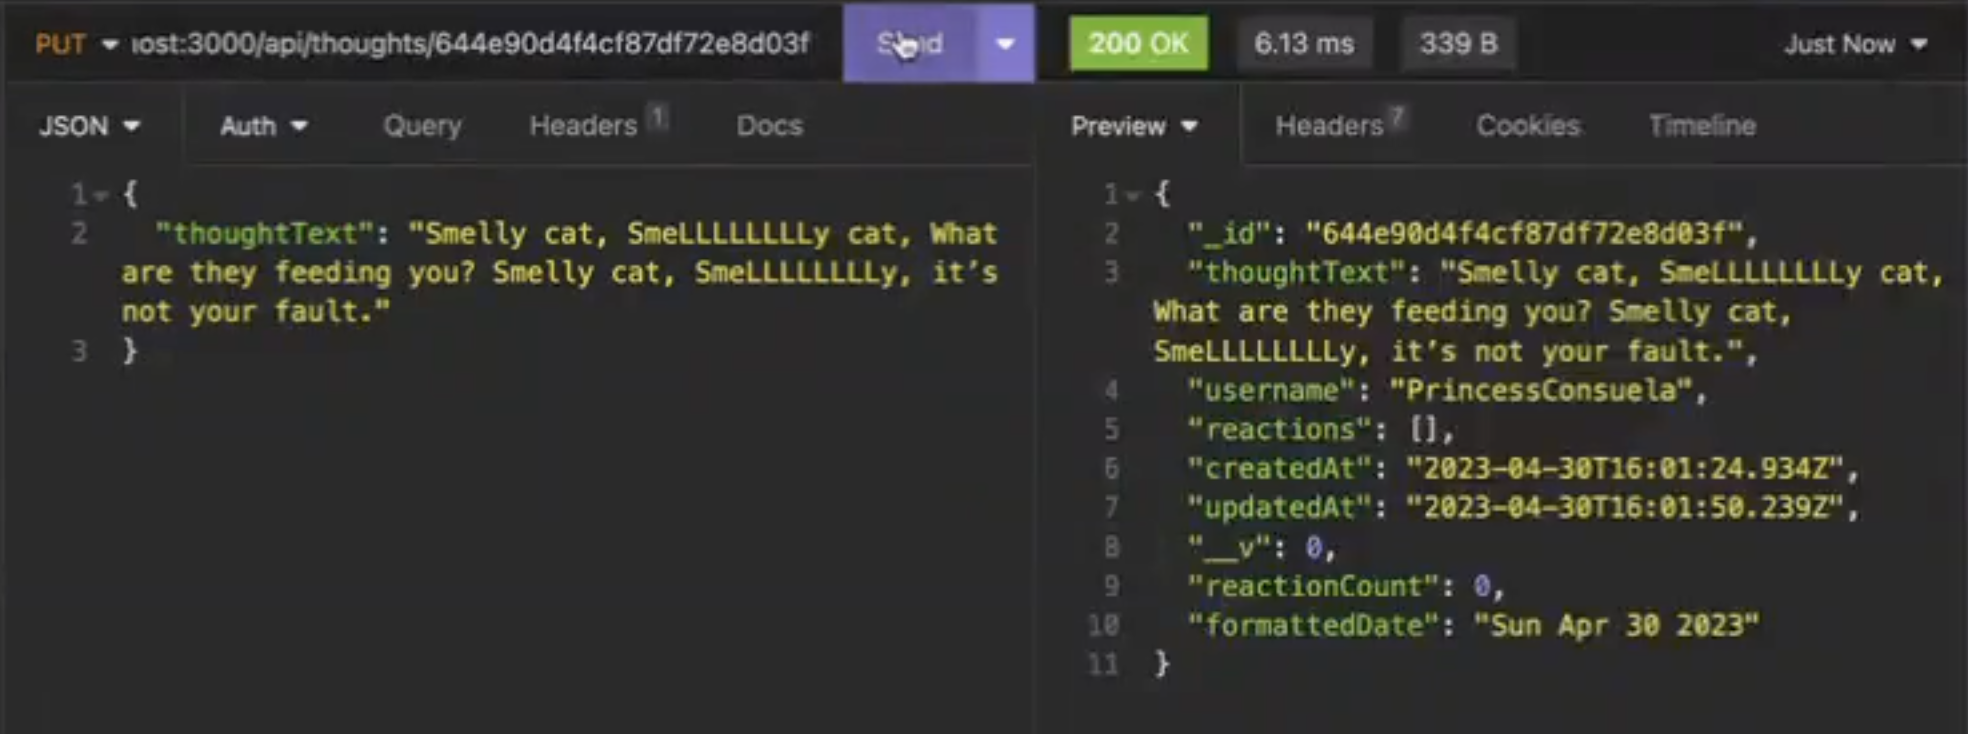 PUT ost:3000/api/thoughts/644e90d4f4cf87df72e8d03f Send 200 OK 6.13 ms 339 B Just Now
JSON Auth Query Headers 1 Docs Preview Headers 7 Cookies Timeline
1 {
2 "thoughtText": "Smelly cat, SmeLLLLLLLLy cat, What
are they feeding you? Smelly cat, SmeLLLLLLLLy, it’s
not your fault."
3 }
1 {
2 "_id": "644e90d4f4cf87df72e8d03f",
3 "thoughtText": "Smelly cat, SmeLLLLLLLLy cat,
What are they feeding you? Smelly cat,
SmeLLLLLLLLy, it’s not your fault.",
4 "username": "PrincessConsuela",
5 "reactions": [],
6 "createdAt": "2023-04-30T16:01:24.934Z",
7 "updatedAt": "2023-04-30T16:01:50.239Z",
8 "__v": 0,
9 "reactionCount": 0,
10 "formattedDate": "Sun Apr 30 2023"
11 }